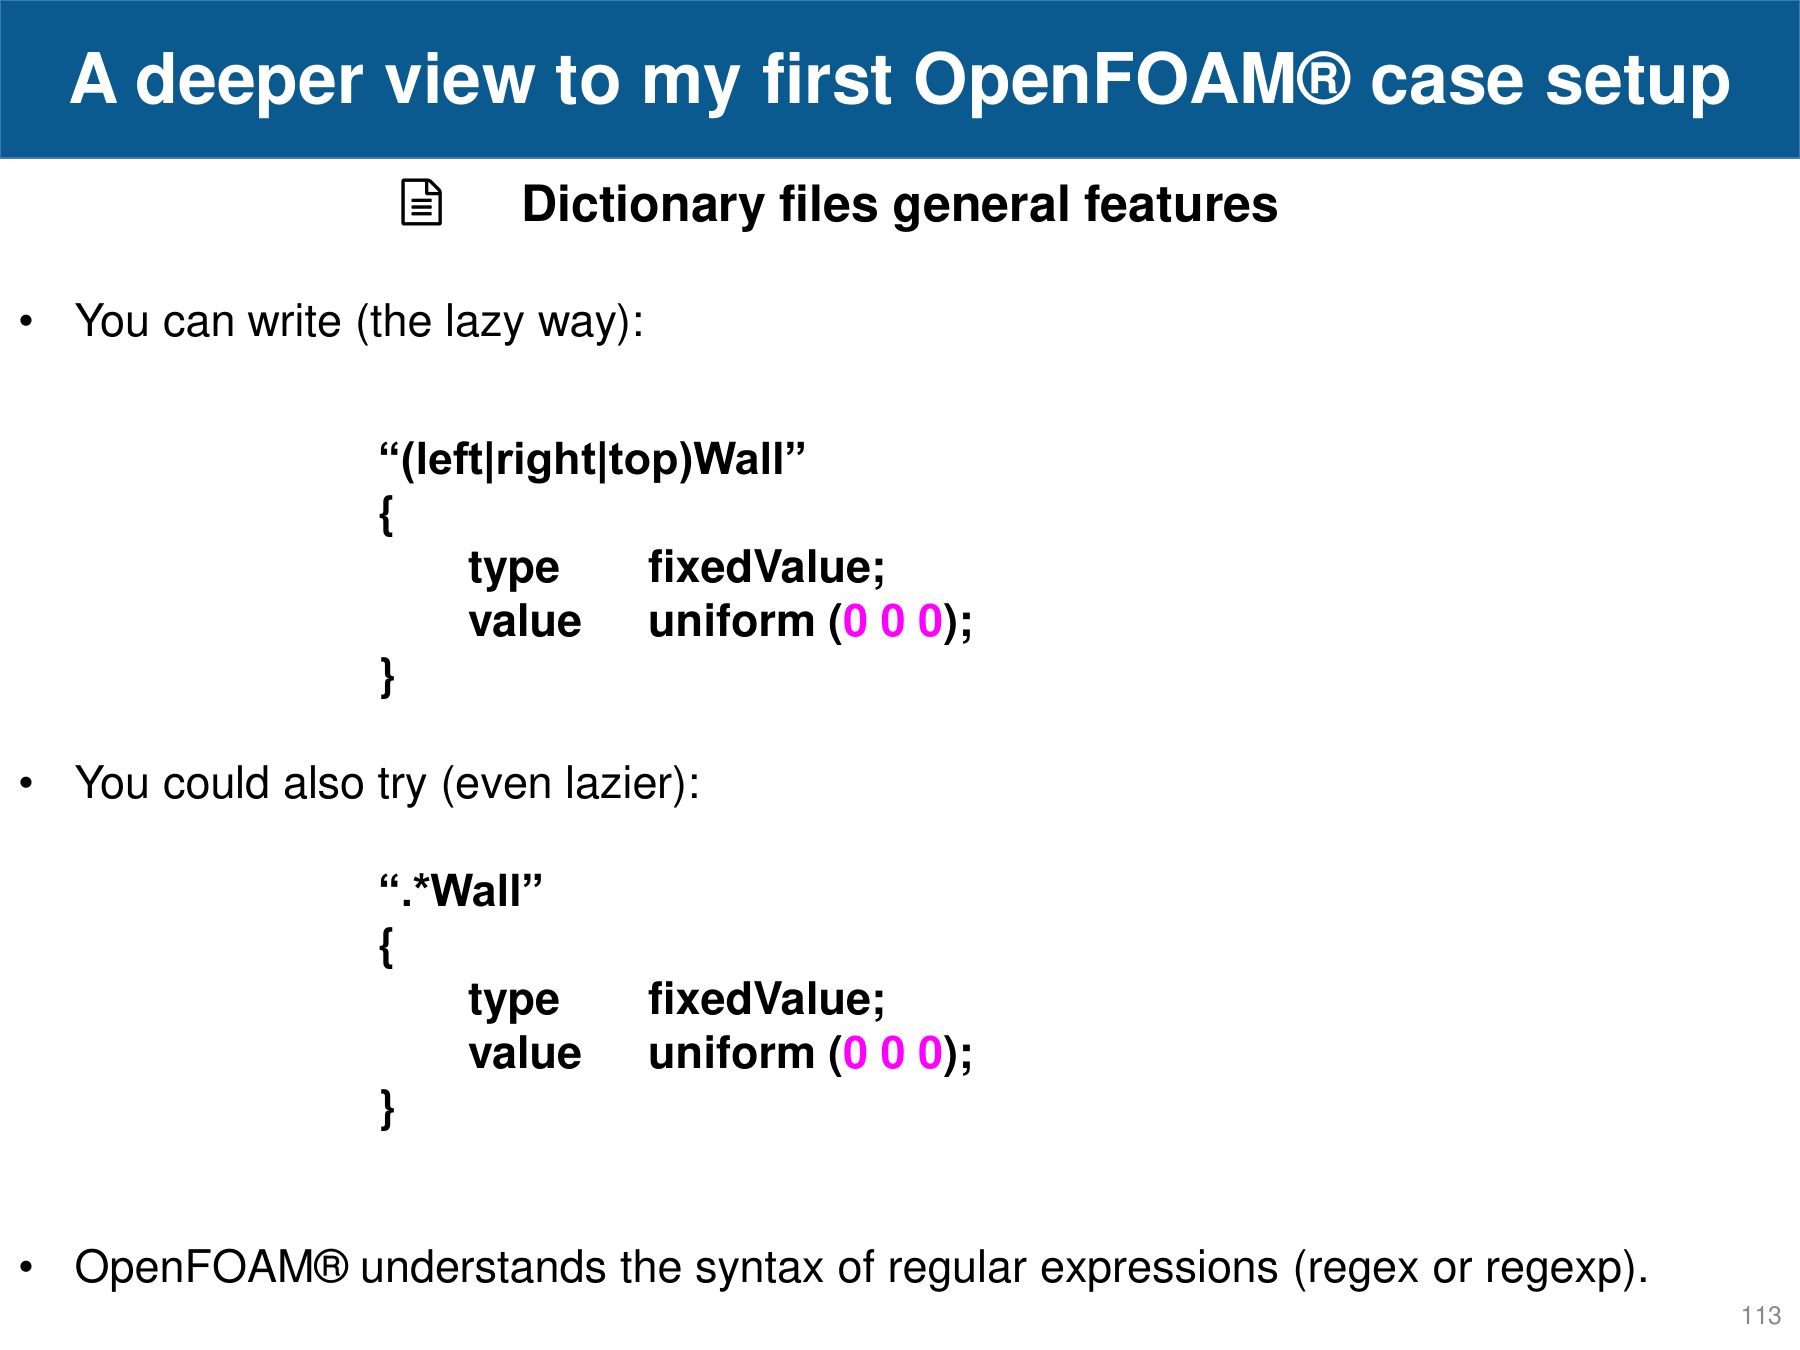 A deeper view to my first OpenFOAM® case setup
Dictionary files general features
• You can write (the lazy way):
“(left|right|top)Wall”
{
type fixedValue;
value uniform (0 0 0);
}
• You could also try (even lazier):
“.*Wall”
{
type fixedValue;
value uniform (0 0 0);
}
• OpenFOAM® understands the syntax of regular expressions (regex or regexp).
113